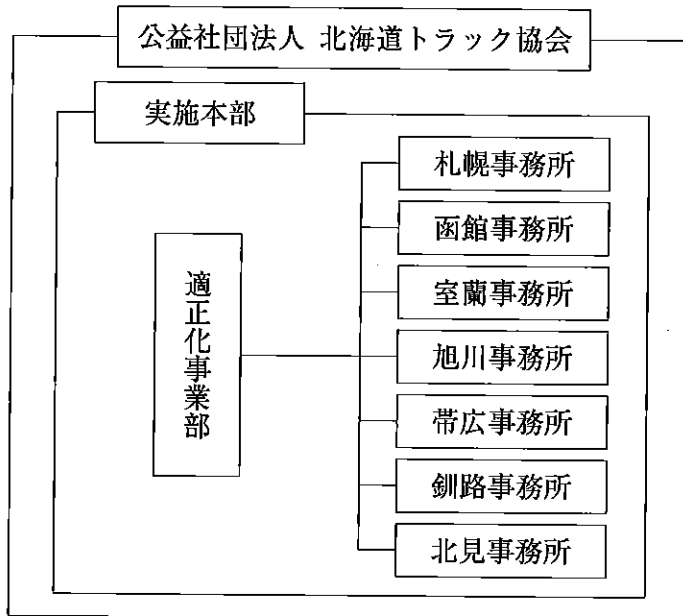 公益社団法人 北海道トラック協会
実施本部
適正化事業部
札幌事務所
函館事務所
室蘭事務所
旭川事務所
帯広事務所
釧路事務所
北見事務所